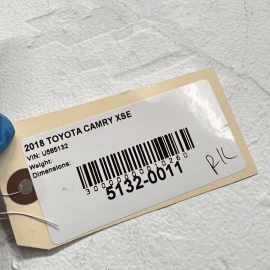 2018 TOYOTA CAMRY XSE
VIN: U585132
Weight:
Dimensions:
5132-0011